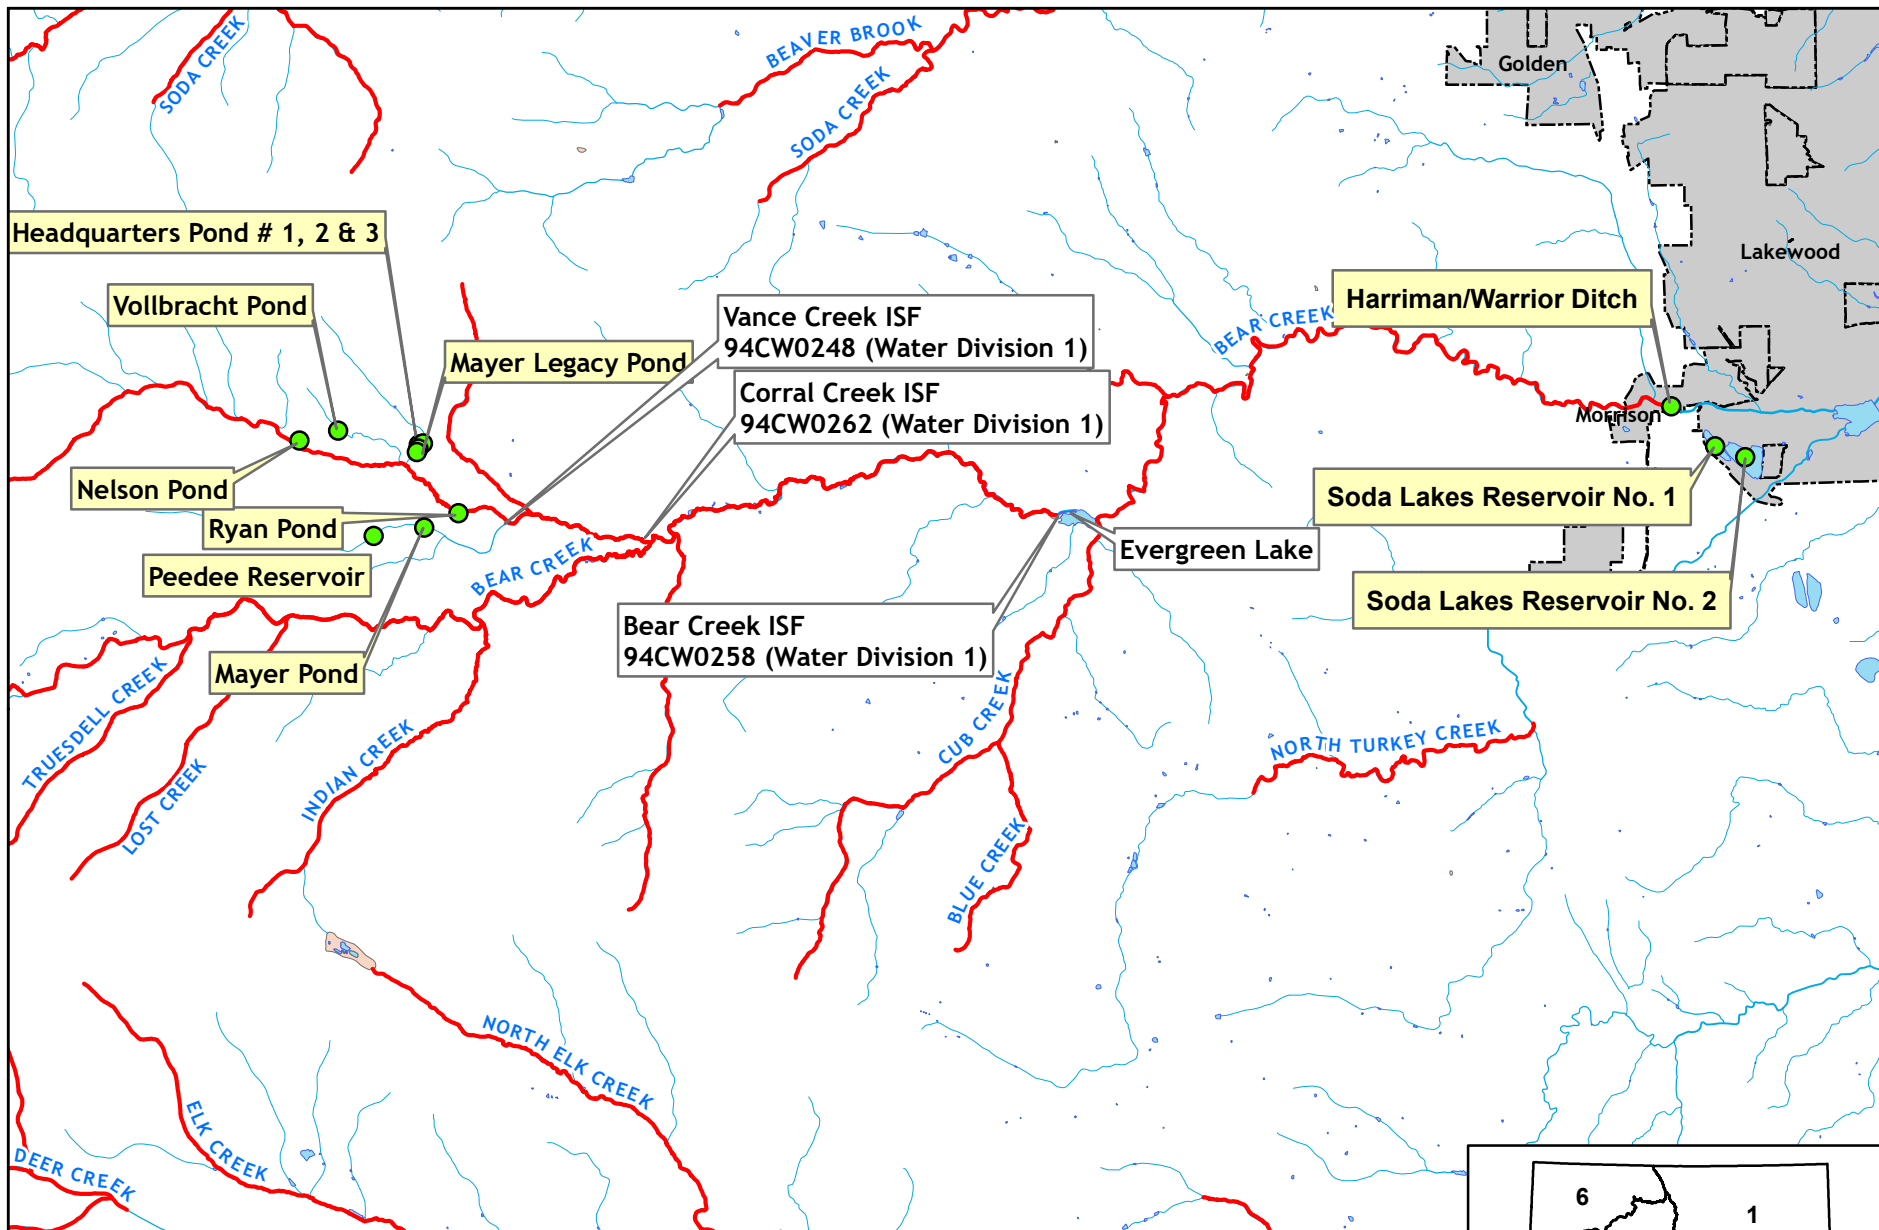 SODA CREEK
BEAVER BROOK
SODA CREEK
Golden
Lakewood
Headquarters Pond # 1, 2 & 3
Vollbracht Pond
Mayer Legacy Pond
Vance Creek ISF
94CW0248 (Water Division 1)
Corral Creek ISF
94CW0262 (Water Division 1)
BEAR CREEK
Harriman/Warrior Ditch
Morrison
Nelson Pond
Ryan Pond
Peedee Reservoir
Mayer Pond
BEAR CREEK
Bear Creek ISF
94CW0258 (Water Division 1)
Evergreen Lake
Soda Lakes Reservoir No. 1
Soda Lakes Reservoir No. 2
TRUESDELL CREEK
LOST CREEK
INDIAN CREEK
CUB CREEK
BLUE CREEK
NORTH TURKEY CREEK
NORTH ELK CREEK
ELK CREEK
DEER CREEK
6
1